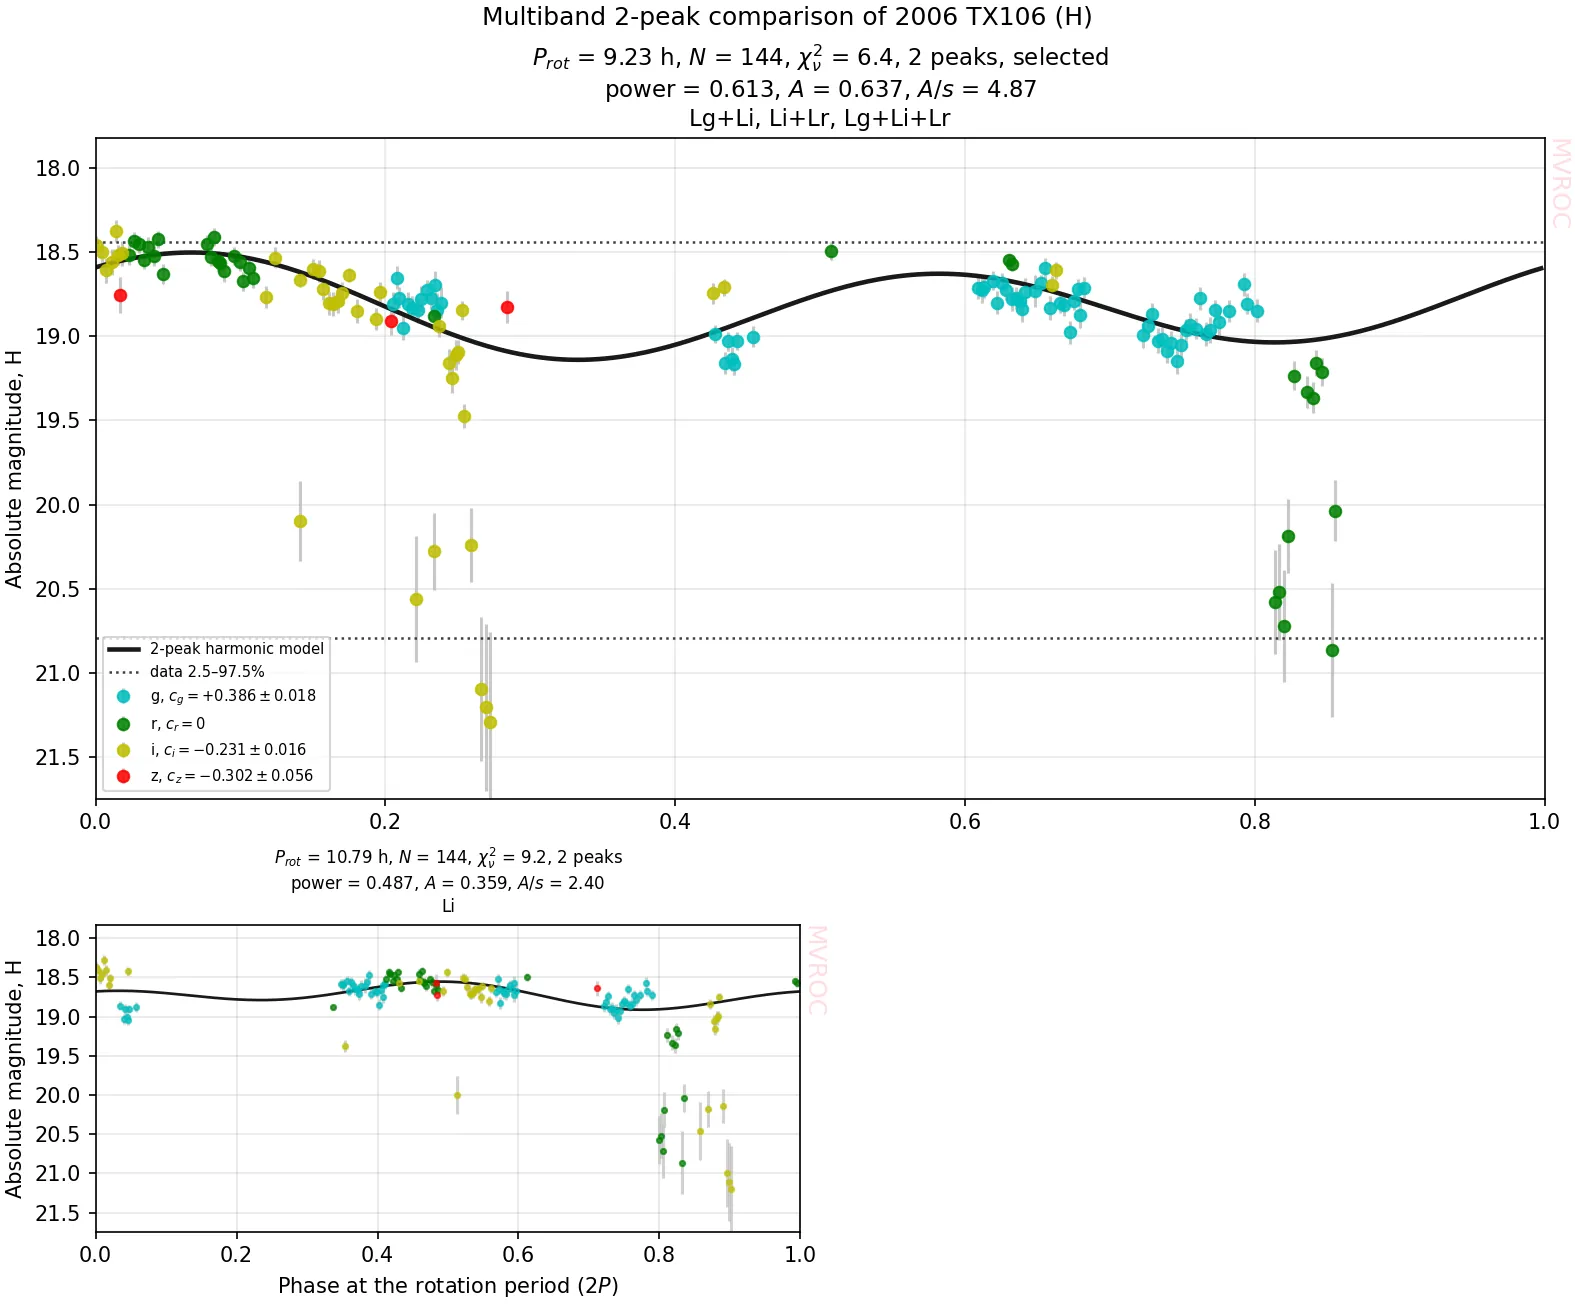 Multiband 2-peak comparison of 2006 TX106 (H)
P_rot = 9.23 h, N = 144, χ²_ν = 6.4, 2 peaks, selected
power = 0.613, A = 0.637, A/s = 4.87
Lg+Li, Li+Lr, Lg+Li+Lr
MVROC
Absolute magnitude, H
18.0
18.5
19.0
19.5
20.0
20.5
21.0
21.5
2-peak harmonic model
data 2.5–97.5%
g, c_g = +0.386 ± 0.018
r, c_r = 0
i, c_i = −0.231 ± 0.016
z, c_z = −0.302 ± 0.056
0.0 0.2 0.4 0.6 0.8 1.0
P_rot = 10.79 h, N = 144, χ²_ν = 9.2, 2 peaks
power = 0.487, A = 0.359, A/s = 2.40
Li
MVROC
Absolute magnitude, H
18.0
18.5
19.0
19.5
20.0
20.5
21.0
21.5
0.0 0.2 0.4 0.6 0.8 1.0
Phase at the rotation period (2P)